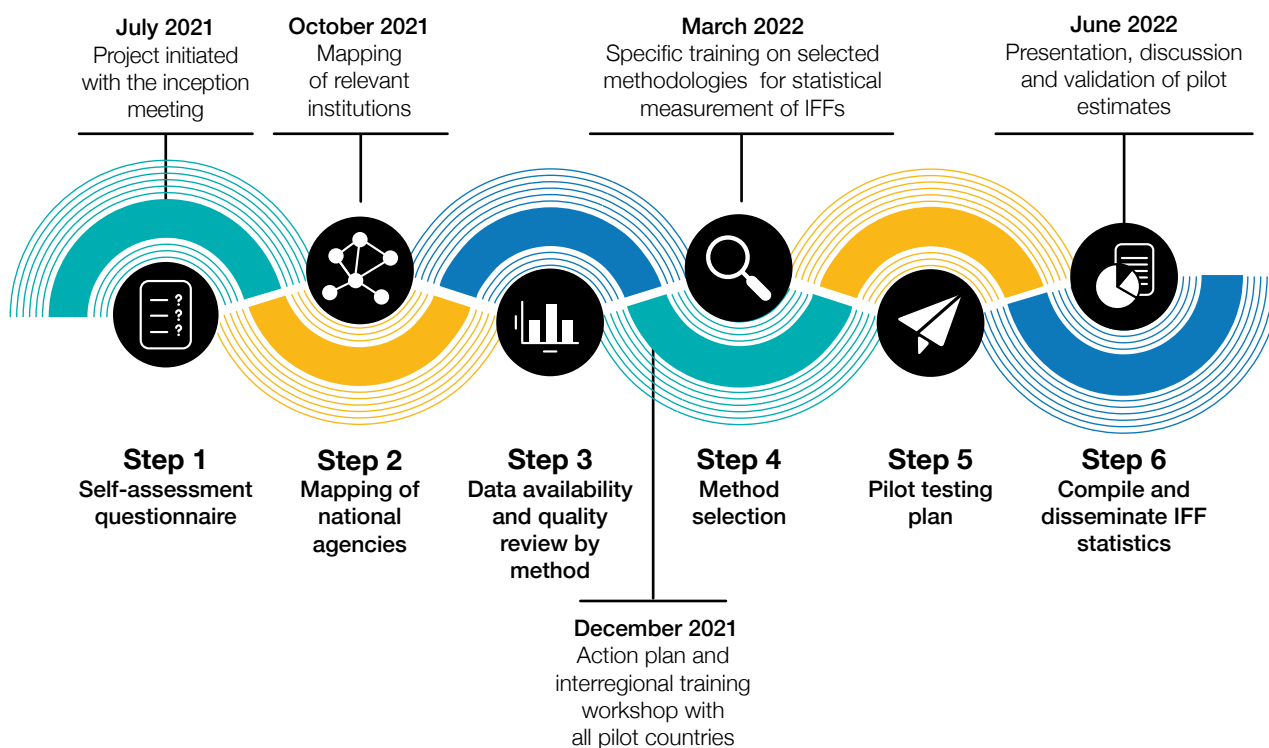 July 2021
Project initiated
with the inception
meeting
October 2021
Mapping
of relevant
institutions
March 2022
Specific training on selected
methodologies for statistical
measurement of IFFs
June 2022
Presentation, discussion
and validation of pilot
estimates
?
?
?
Step 1
Self-assessment
questionnaire
Step 2
Mapping of
national
agencies
Step 3
Data availability
and quality
review by
method
Step 4
Method
selection
Step 5
Pilot testing
plan
Step 6
Compile and
disseminate IFF
statistics
December 2021
Action plan and
interregional training
workshop with
all pilot countries